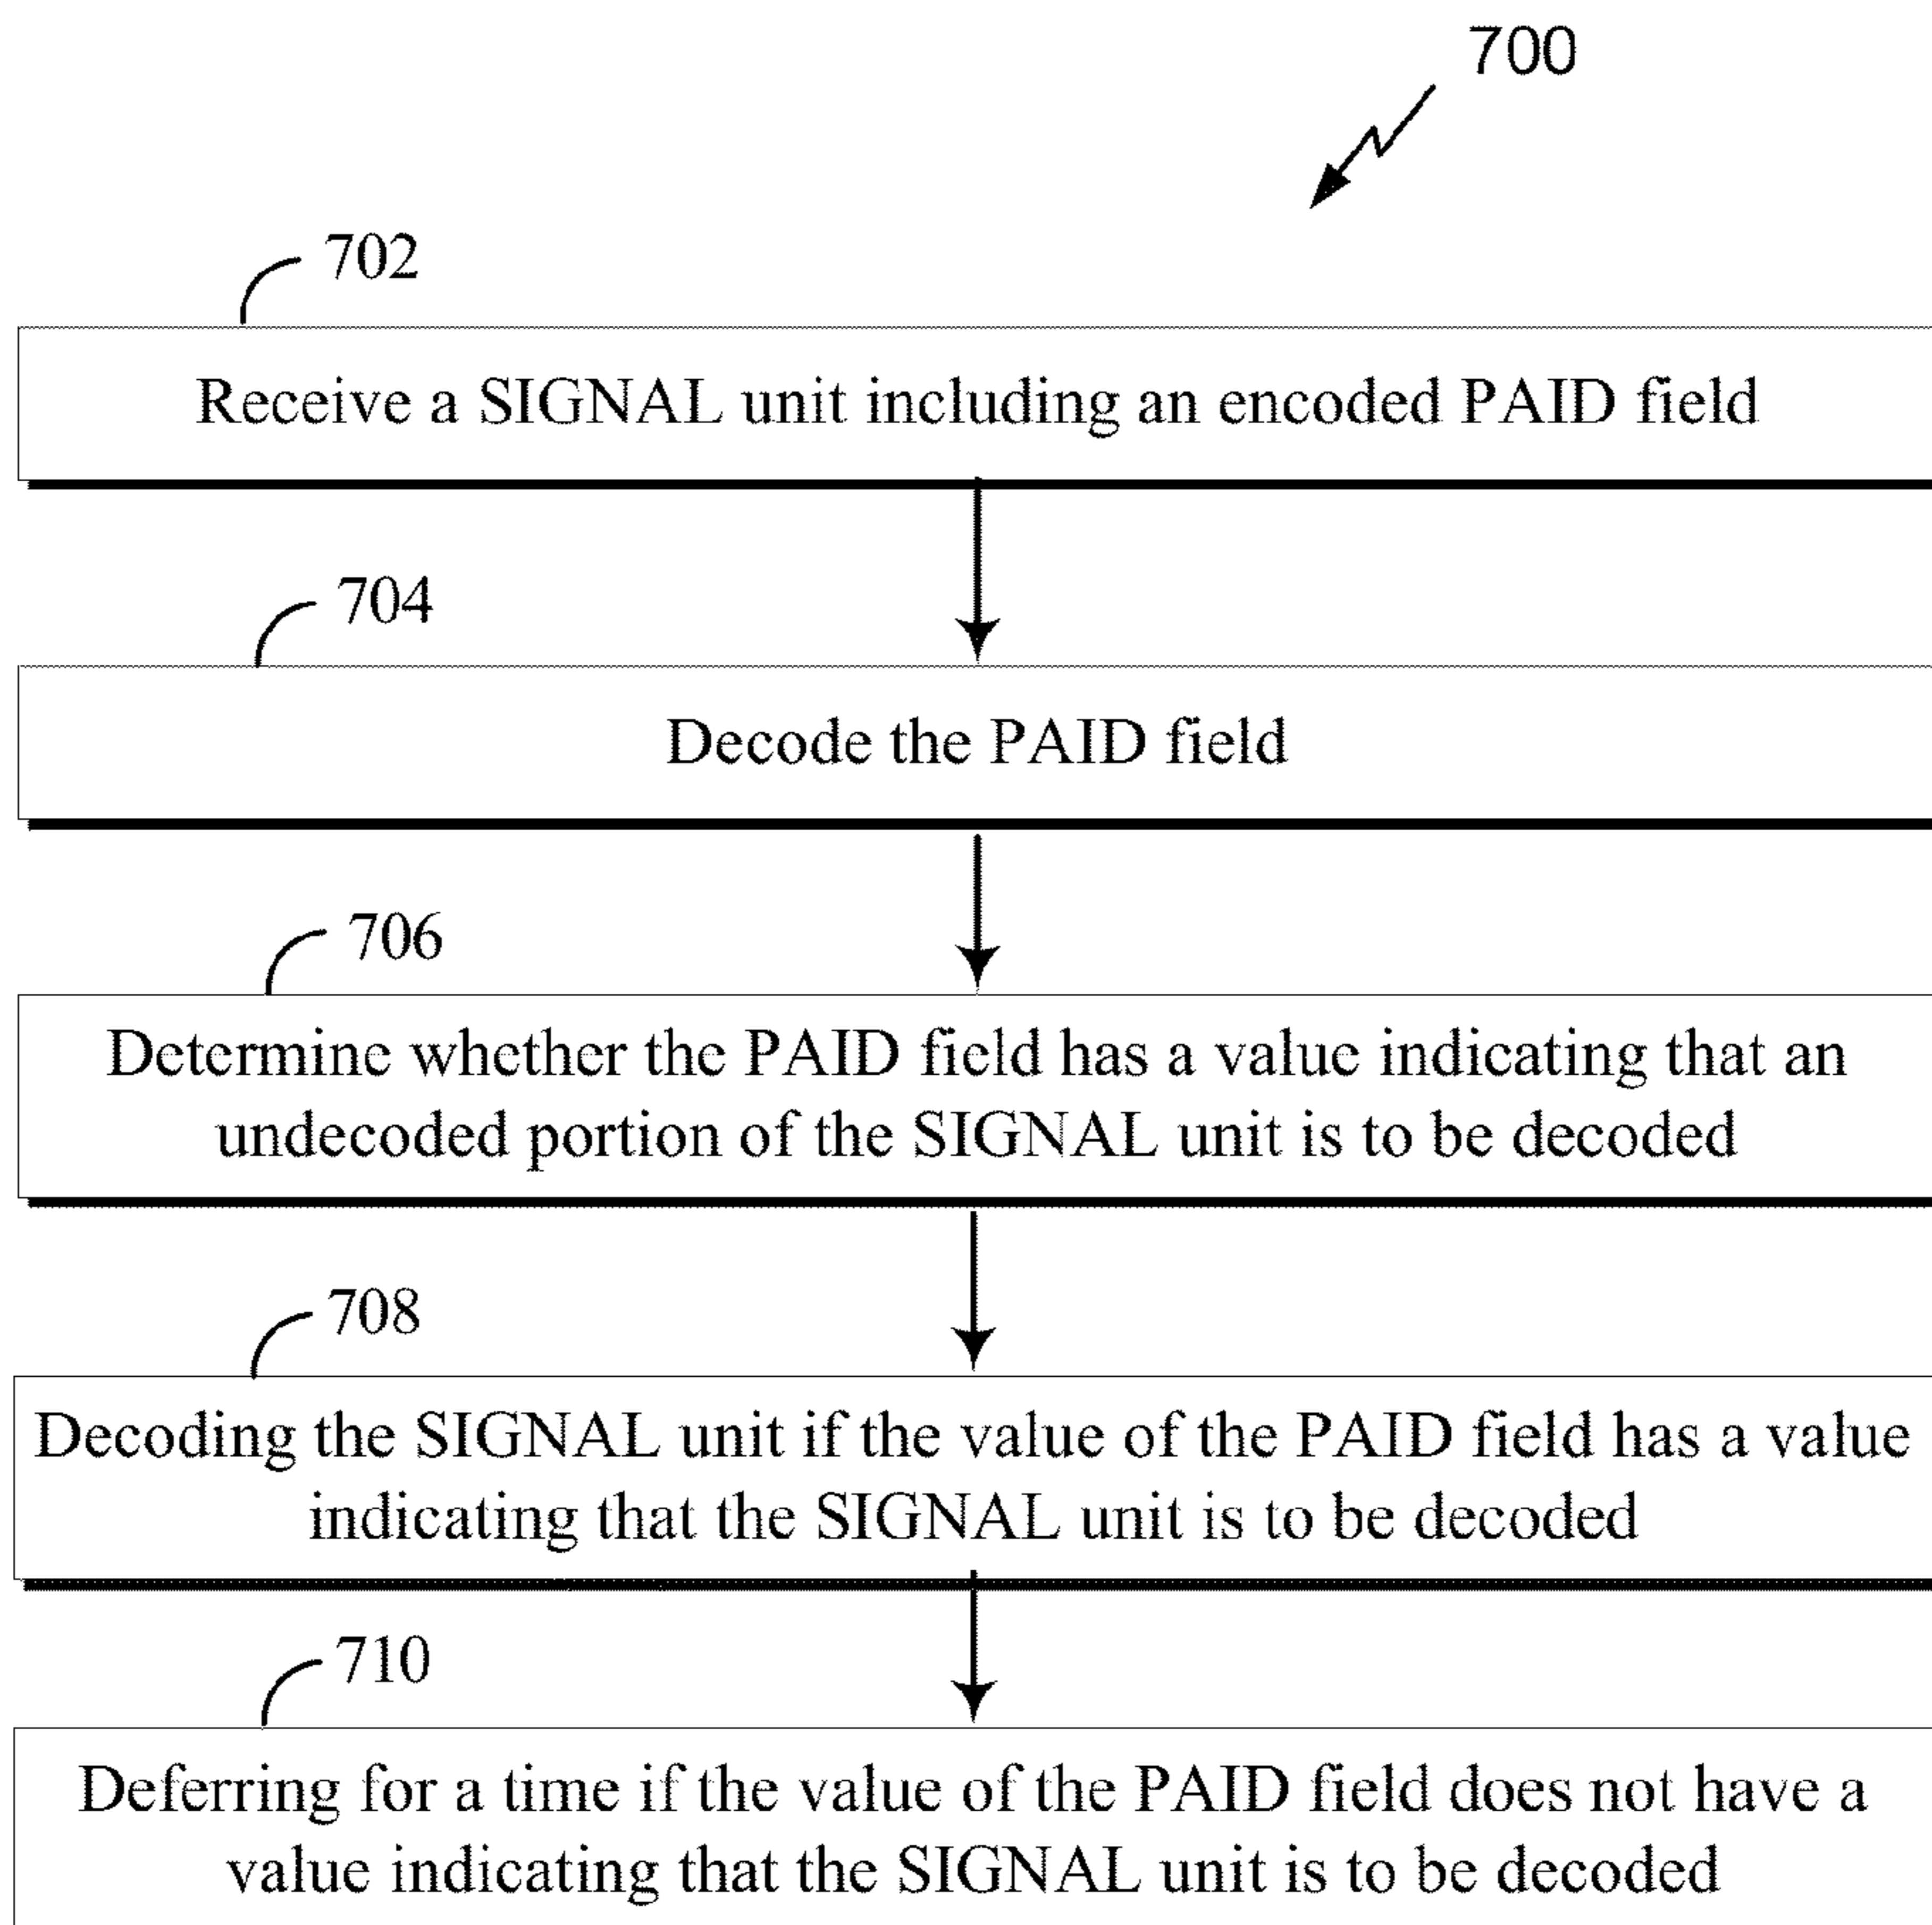 700
702
Receive a SIGNAL unit including an encoded PAID field
704
Decode the PAID field
706
Determine whether the PAID field has a value indicating that an
undecoded portion of the SIGNAL unit is to be decoded
708
Decoding the SIGNAL unit if the value of the PAID field has a value
indicating that the SIGNAL unit is to be decoded
710
Deferring for a time if the value of the PAID field does not have a
value indicating that the SIGNAL unit is to be decoded